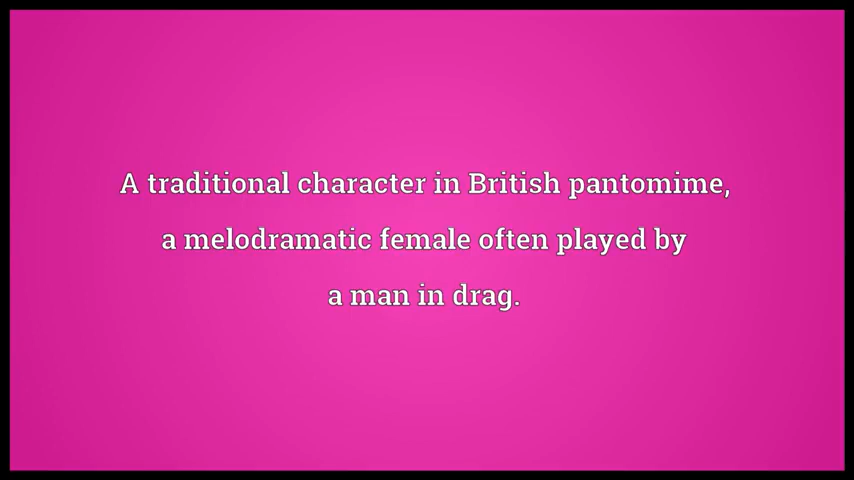 A traditional character in British pantomime,
a melodramatic female often played by
a man in drag.